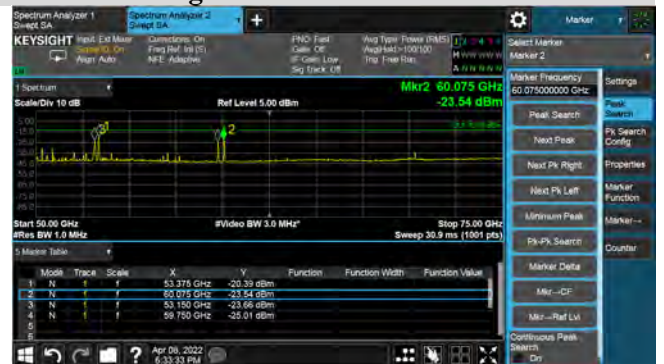 Spectrum Analyzer 1
Swept SA
Spectrum Analyzer 2
Swept SA
+
Marker
KEYSIGHT Input: Ext Mixer
Align: Auto
Corrections: On
Freq Ref: Int (S)
NFE: Adaptive
PNO: Fast
Gate: Off
IF Gain: Low
Sig Track: Off
Avg Type: Power (RMS)
Avg|Hold:>100/100
Trig: Free Run
Select Marker
Marker 2
1 Spectrum
Scale/Div 10 dB
Ref Level 5.00 dBm
Mkr2 60.075 GHz
-23.54 dBm
Marker Frequency
60.075000000 GHz
Settings
Peak Search
Next Peak
Next Pk Right
Next Pk Left
Minimum Peak
Pk-Pk Search
Marker Delta
Mkr→CF
Mkr→Ref Lvl
Continuous Peak
Search
On
Peak
Search
Pk Search
Config
Properties
Marker
Function
Marker→
Counter
Start 50.00 GHz
#Res BW 1.0 MHz
#Video BW 3.0 MHz*
Stop 75.00 GHz
Sweep 30.9 ms (1001 pts)
5 Marker Table
Mode Trace Scale X Y Function Function Width Function Value
1 N 1 f 53.375 GHz -20.39 dBm
2 N 1 f 60.075 GHz -23.54 dBm
3 N 1 f 53.150 GHz -23.66 dBm
4 N 1 f 59.750 GHz -25.01 dBm
5
6
? Apr 06, 2022
6:33:33 PM